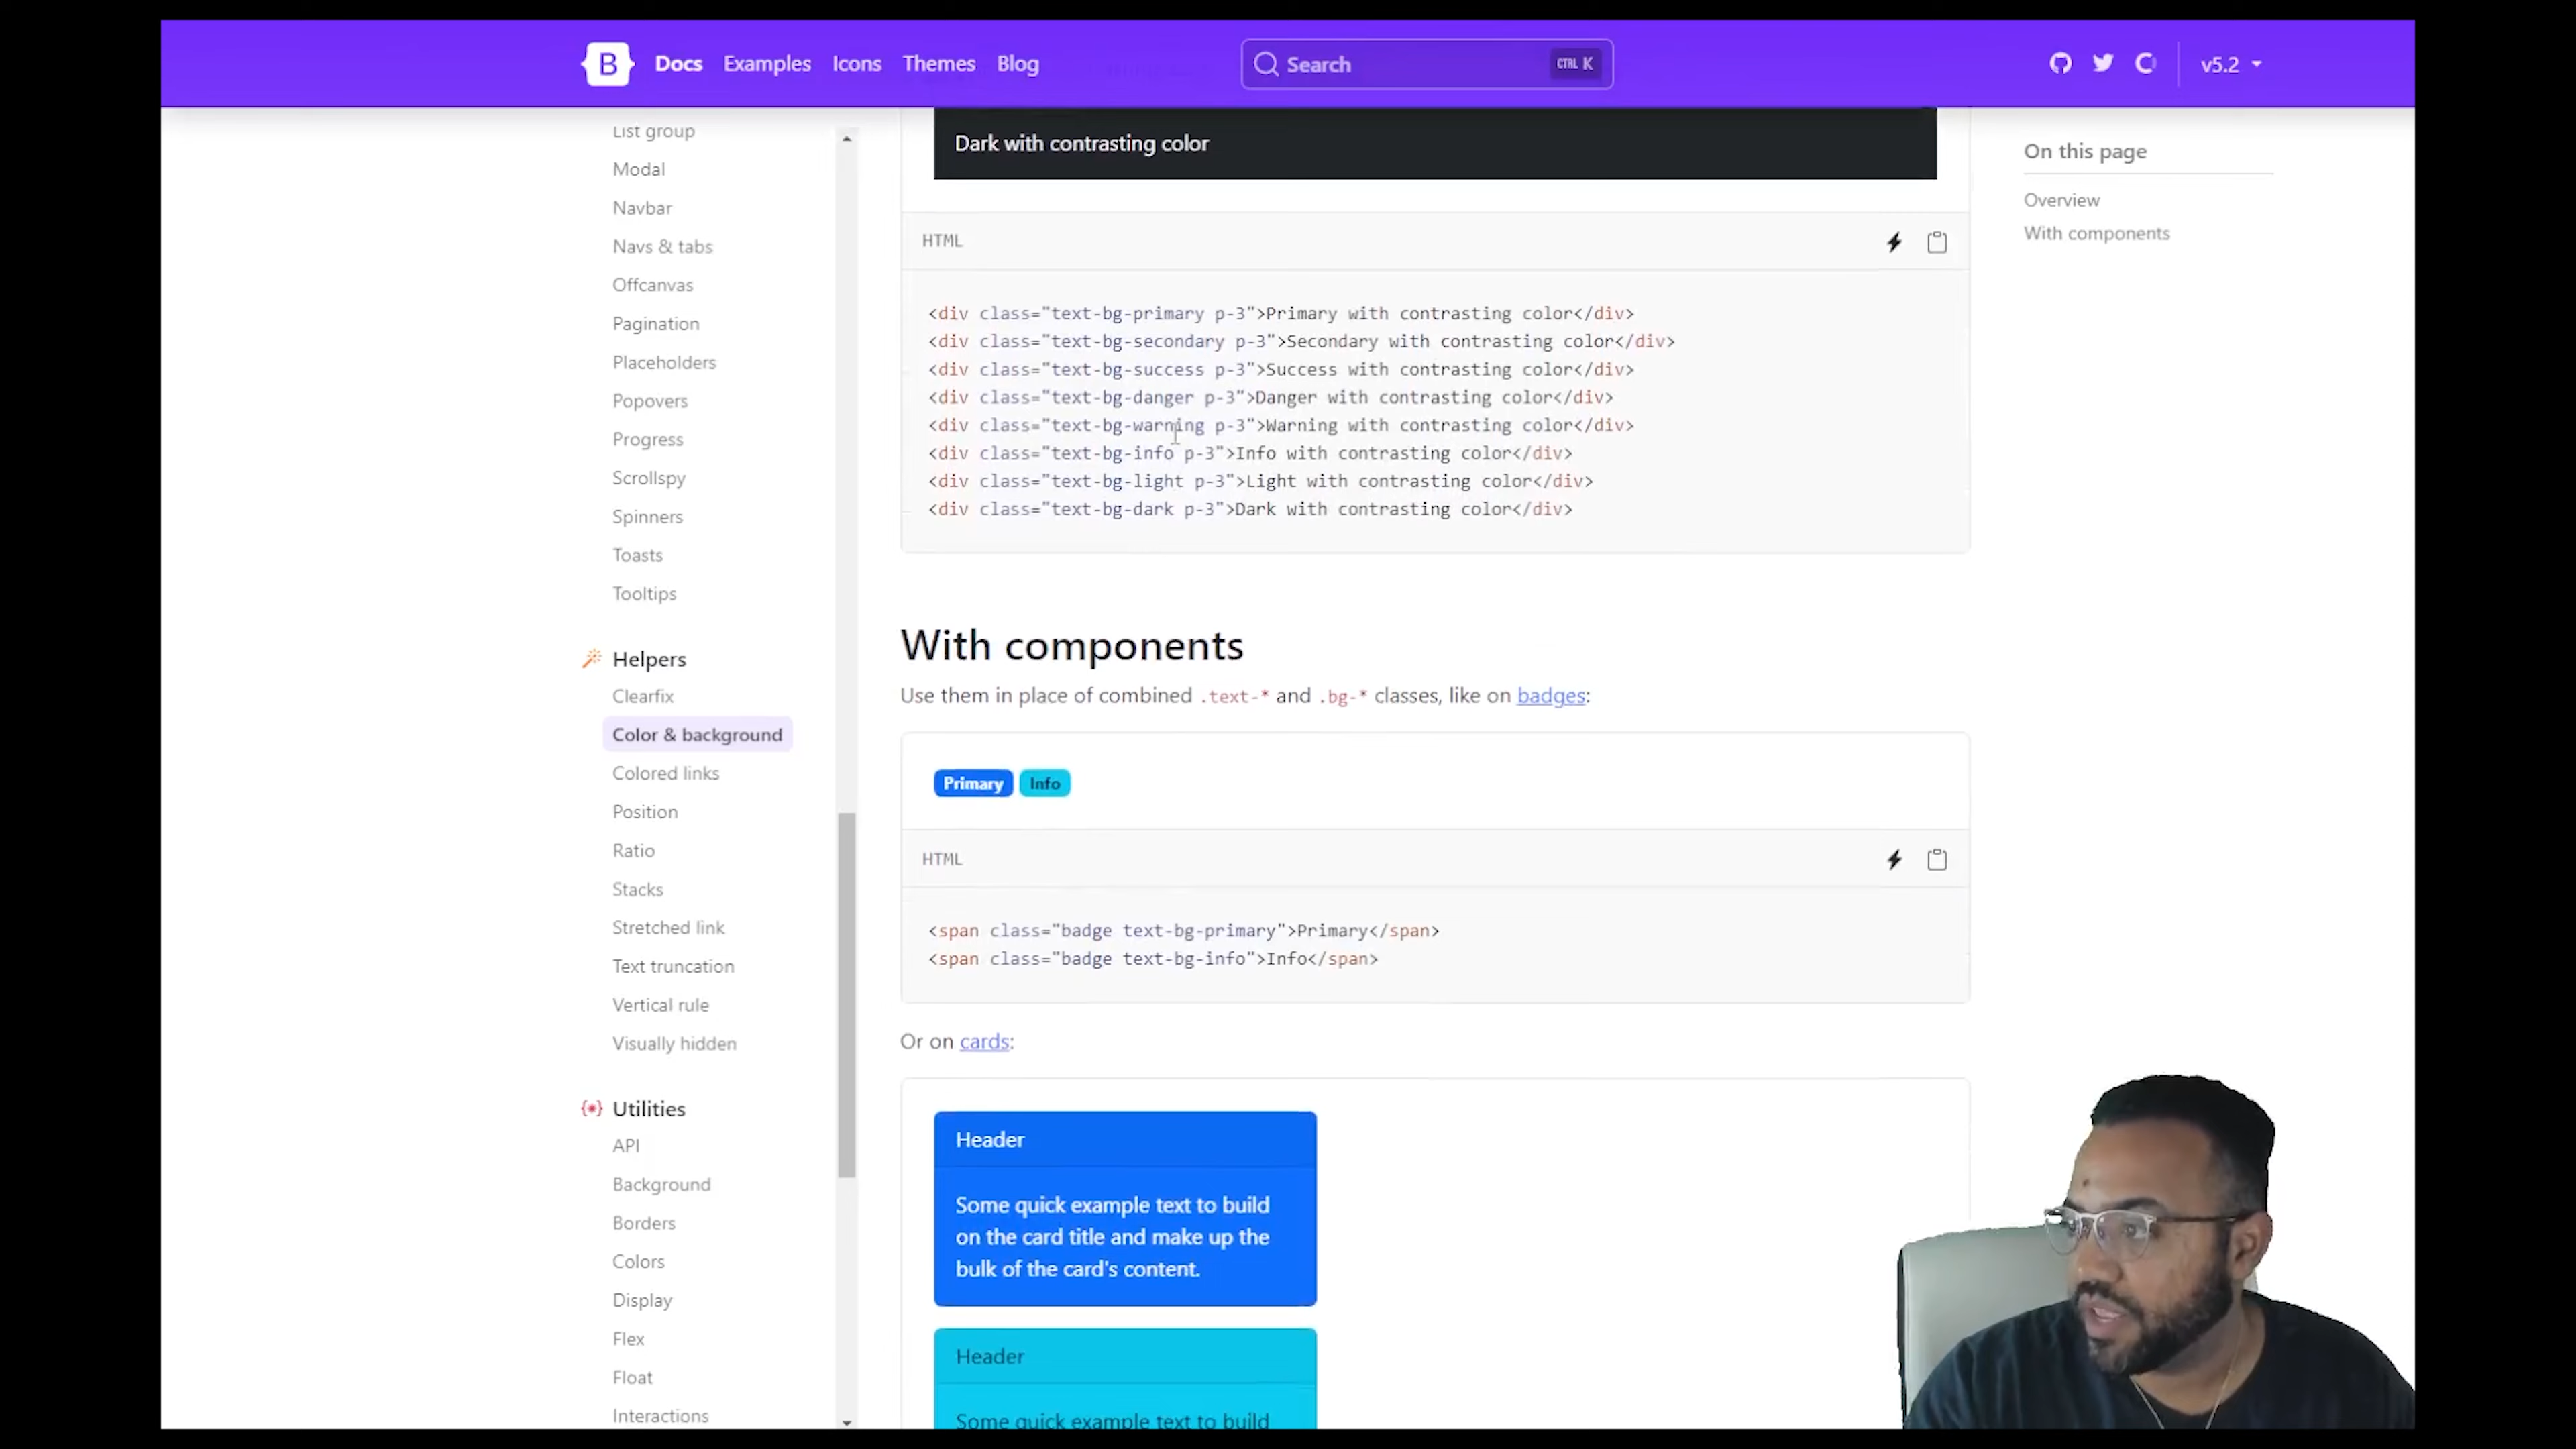 B Docs Examples Icons Themes Blog Search CTRL K v5.2
List group
Modal
Navbar
Navs & tabs
Offcanvas
Pagination
Placeholders
Popovers
Progress
Scrollspy
Spinners
Toasts
Tooltips
Helpers
Clearfix
Color & background
Colored links
Position
Ratio
Stacks
Stretched link
Text truncation
Vertical rule
Visually hidden
Utilities
API
Background
Borders
Colors
Display
Flex
Float
Interactions
Dark with contrasting color
HTML
<div class="text-bg-primary p-3">Primary with contrasting color</div>
<div class="text-bg-secondary p-3">Secondary with contrasting color</div>
<div class="text-bg-success p-3">Success with contrasting color</div>
<div class="text-bg-danger p-3">Danger with contrasting color</div>
<div class="text-bg-warning p-3">Warning with contrasting color</div>
<div class="text-bg-info p-3">Info with contrasting color</div>
<div class="text-bg-light p-3">Light with contrasting color</div>
<div class="text-bg-dark p-3">Dark with contrasting color</div>
With components
Use them in place of combined .text-* and .bg-* classes, like on badges:
Primary Info
HTML
<span class="badge text-bg-primary">Primary</span>
<span class="badge text-bg-info">Info</span>
Or on cards:
Header
Some quick example text to build
on the card title and make up the
bulk of the card's content.
Header
Some quick example text to build
On this page
Overview
With components